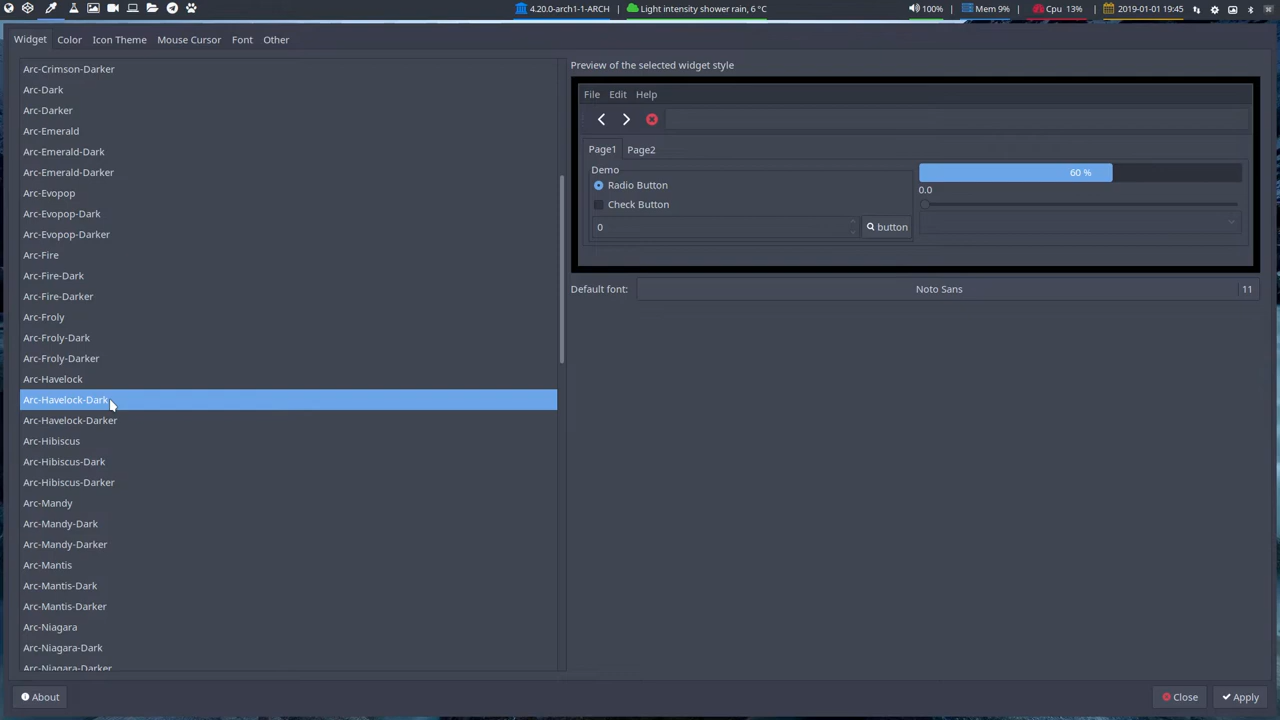 4.20.0-arch1-1-ARCH Light intensity shower rain, 6 °C 100% Mem 9% Cpu 13% 2019-01-01 19:45
Widget Color Icon Theme Mouse Cursor Font Other
Arc-Crimson-Darker
Arc-Dark
Arc-Darker
Arc-Emerald
Arc-Emerald-Dark
Arc-Emerald-Darker
Arc-Evopop
Arc-Evopop-Dark
Arc-Evopop-Darker
Arc-Fire
Arc-Fire-Dark
Arc-Fire-Darker
Arc-Froly
Arc-Froly-Dark
Arc-Froly-Darker
Arc-Havelock
Arc-Havelock-Dark
Arc-Havelock-Darker
Arc-Hibiscus
Arc-Hibiscus-Dark
Arc-Hibiscus-Darker
Arc-Mandy
Arc-Mandy-Dark
Arc-Mandy-Darker
Arc-Mantis
Arc-Mantis-Dark
Arc-Mantis-Darker
Arc-Niagara
Arc-Niagara-Dark
Arc-Niagara-Darker
Preview of the selected widget style
File Edit Help
Page1 Page2
Demo
Radio Button
Check Button
0 button
60 %
0.0
Default font: Noto Sans 11
About Close Apply